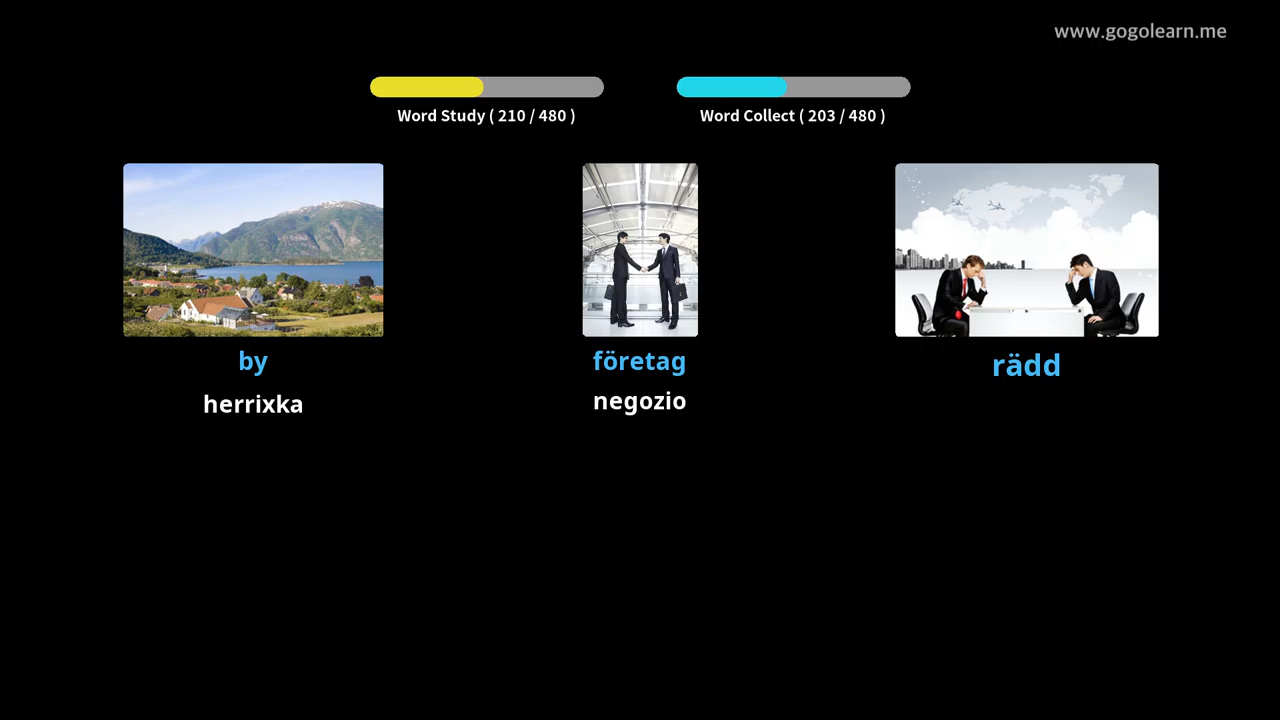 www.gogolearn.me
Word Study ( 210 / 480 )
Word Collect ( 203 / 480 )
by
företag
rädd
herrixka
negozio